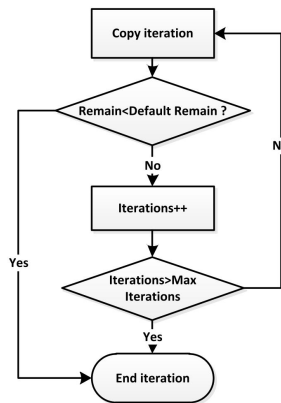 Copy iteration
Remain<Default Remain ?
No
Iterations++
Yes
Iterations>Max
Iterations
Yes
End iteration